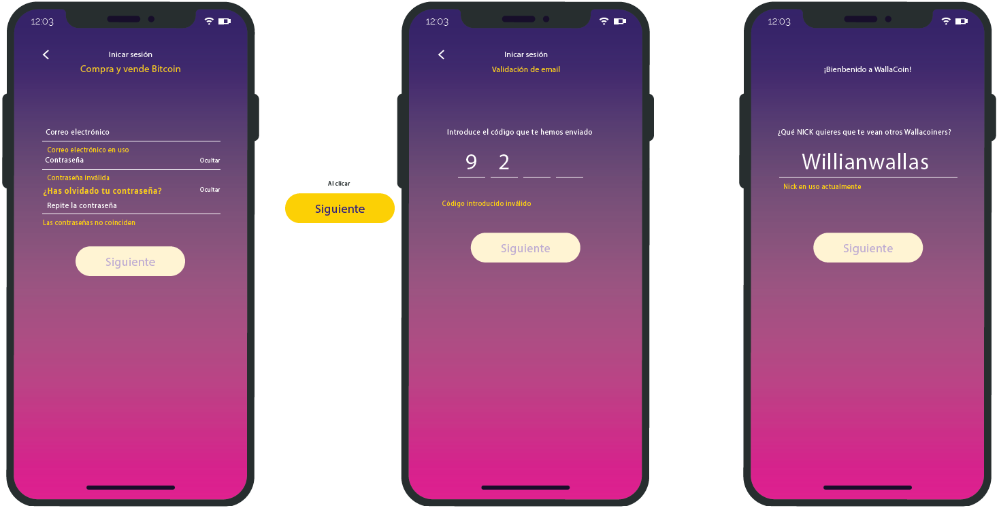 12:03
Inicar sesión
Compra y vende Bitcoin
Correo electrónico
Correo electrónico en uso
Contraseña
Ocultar
Contraseña inválida
¿Has olvidado tu contraseña?
Ocultar
Repite la contraseña
Las contraseñas no coinciden
Siguiente
Al clicar
Siguiente
12:03
Inicar sesión
Validación de email
Introduce el código que te hemos enviado
9 2
Código introducido inválido
Siguiente
12:03
¡Bienbenido a WallaCoin!
¿Qué NICK quieres que te vean otros Wallacoiners?
Willianwallas
Nick en uso actualmente
Siguiente